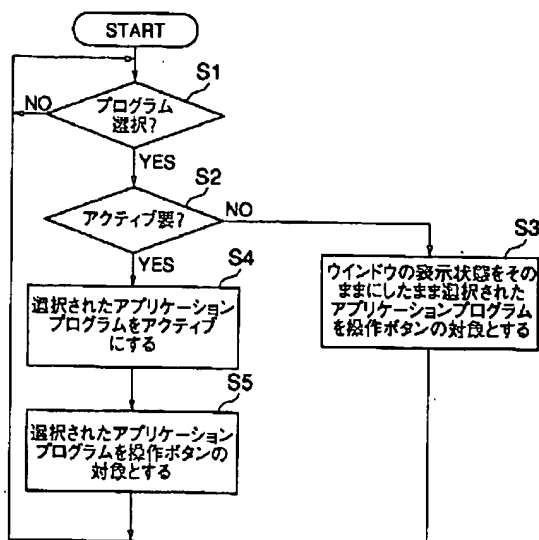 START
S1
プログラム
選択?
NO
YES
S2
アクティブ要?
NO
YES
S3
ウインドウの表示状態をその
ままにしたまま選択された
アプリケーションプログラム
を操作ボタンの対象とする
S4
選択されたアプリケーション
プログラムをアクティブ
にする
S5
選択されたアプリケーション
プログラムを操作ボタンの
対象とする